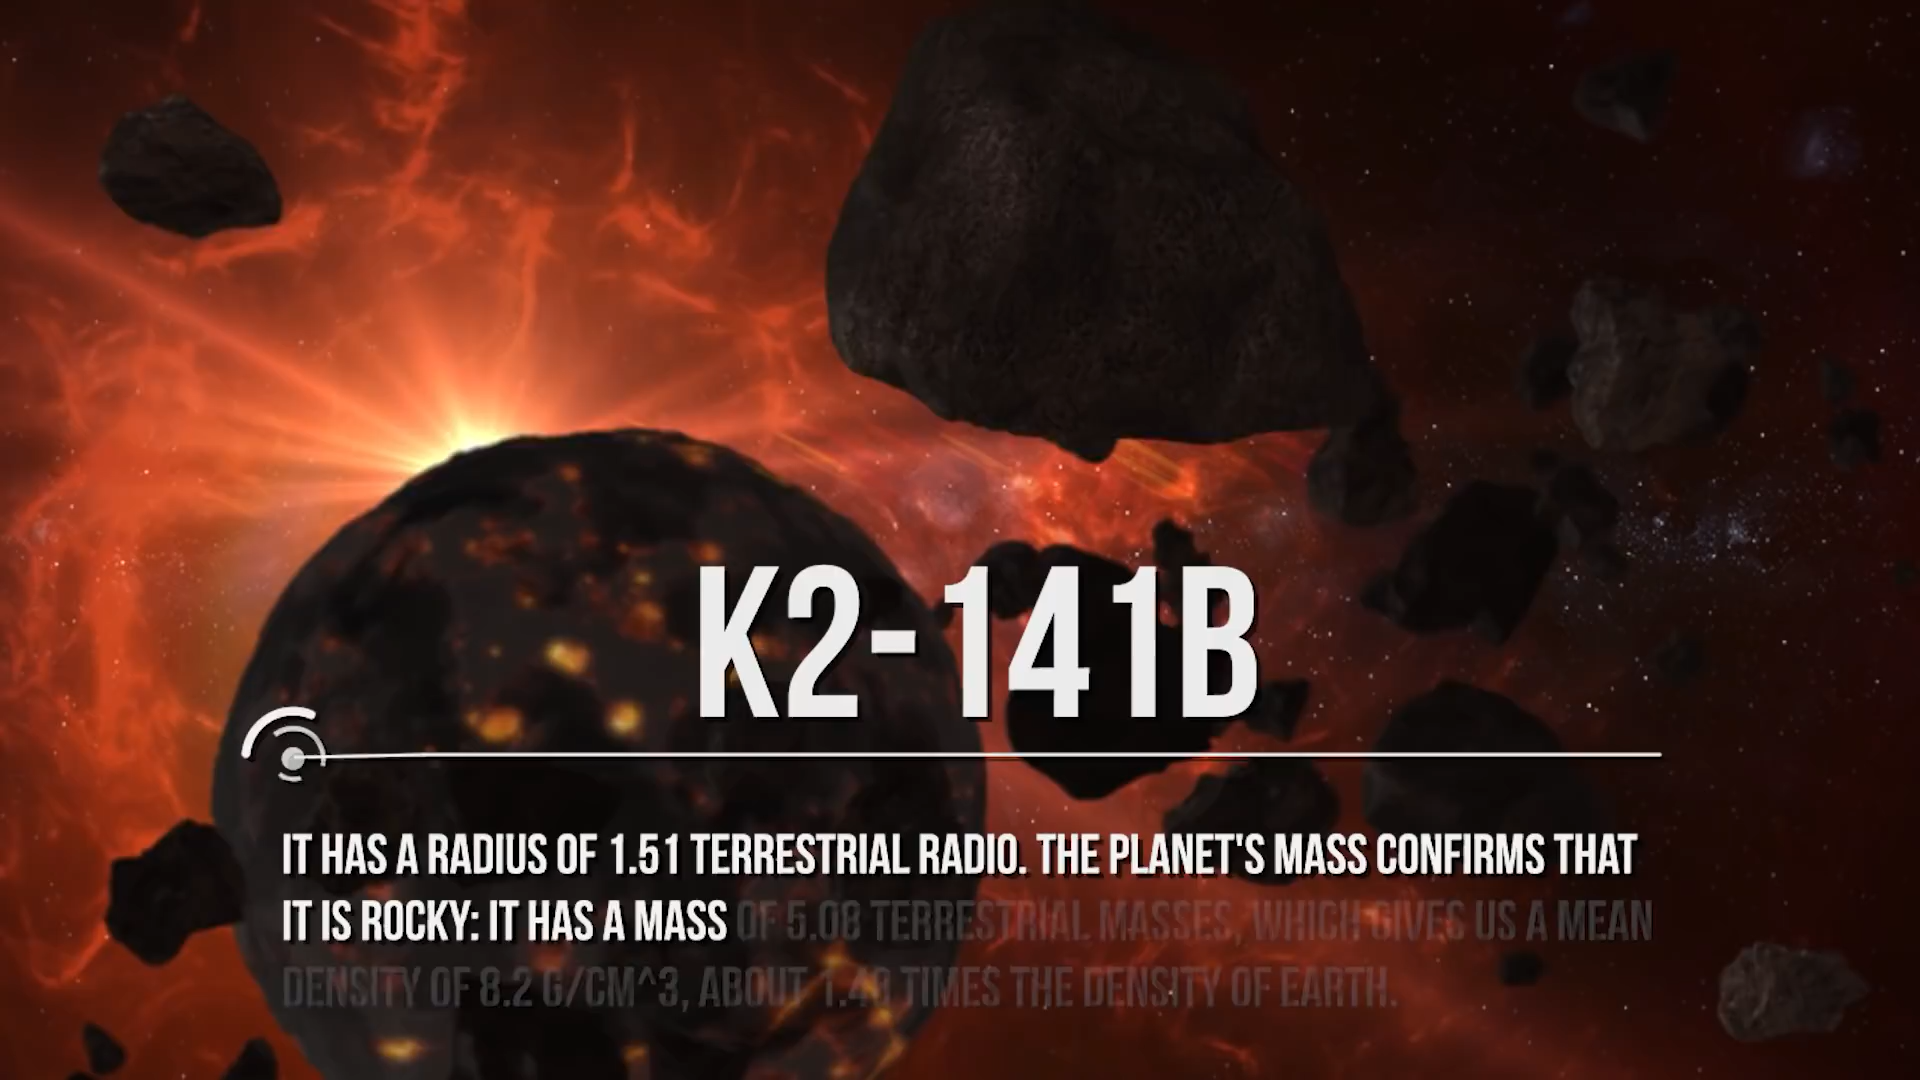 K2-141B
IT HAS A RADIUS OF 1.51 TERRESTRIAL RADIO. THE PLANET'S MASS CONFIRMS THAT
IT IS ROCKY: IT HAS A MASS OF 5.08 TERRESTRIAL MASSES, WHICH GIVES US A MEAN
DENSITY OF 8.2 G/CM^3, ABOUT 1.48 TIMES THE DENSITY OF EARTH.